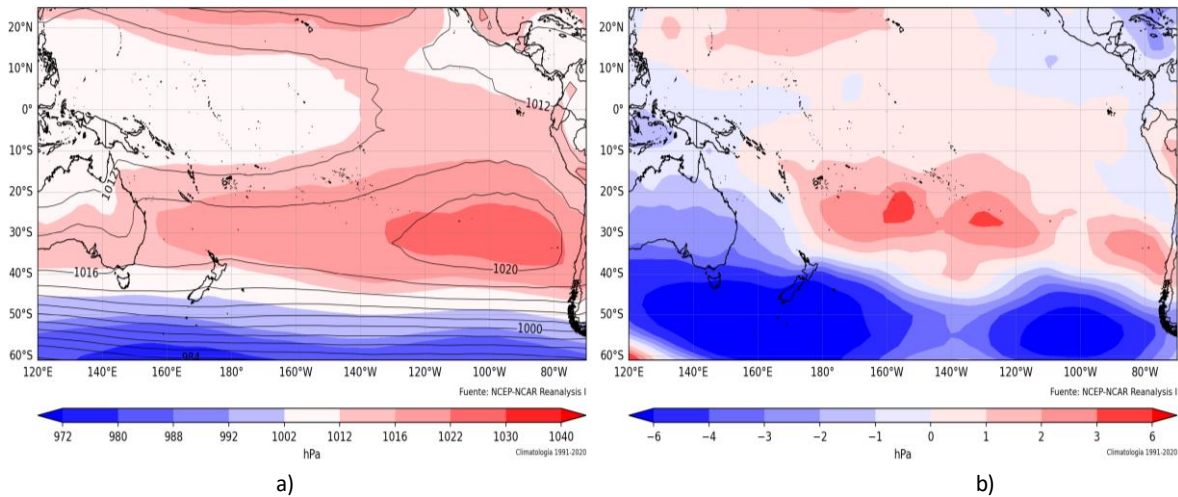 20°N
10°N
0°
10°S
20°S
30°S
40°S
50°S
60°S
1012
1012
1016
1020
1000
984
120°E 140°E 160°E 180° 160°W 140°W 120°W 100°W 80°W
Fuente: NCEP-NCAR Reanalysis I
972 980 988 992 1002 1012 1016 1022 1030 1040
hPa
Climatología 1991-2020
a)
20°N
10°N
0°
10°S
20°S
30°S
40°S
50°S
60°S
120°E 140°E 160°E 180° 160°W 140°W 120°W 100°W 80°W
Fuente: NCEP-NCAR Reanalysis I
−6 −4 −3 −2 −1 0 1 2 3 6
hPa
Climatología 1991-2020
b)